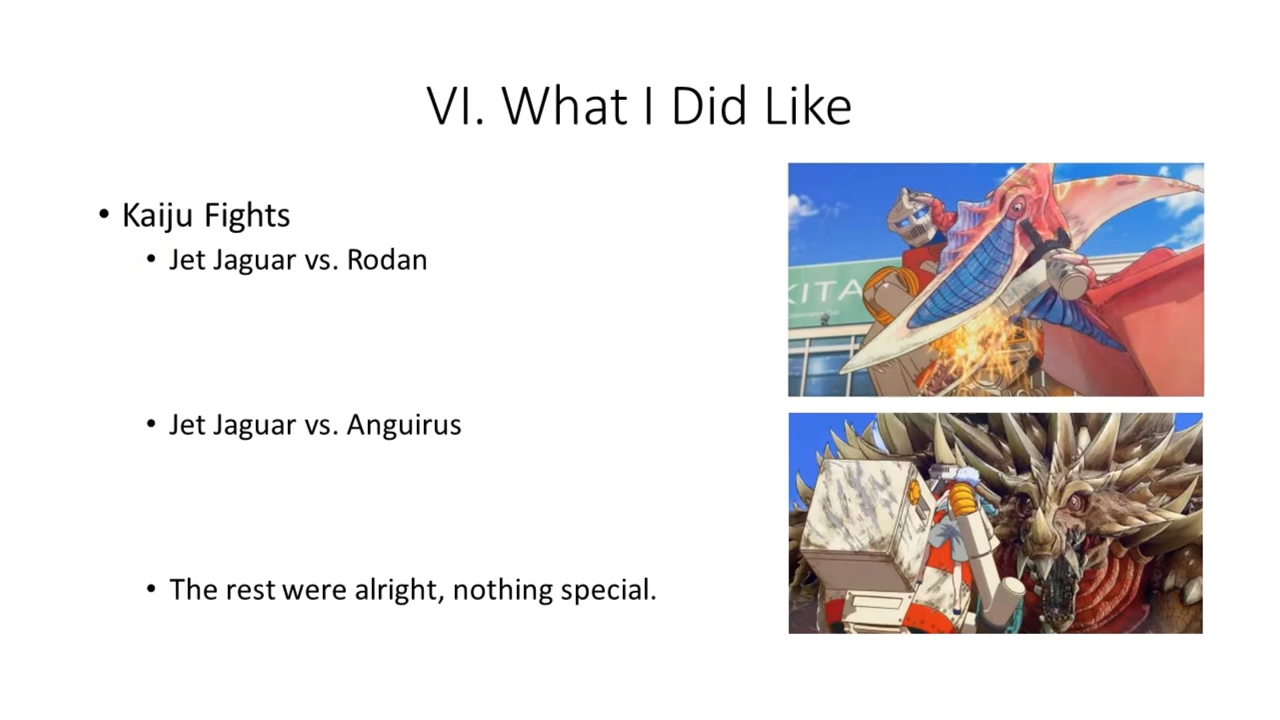 VI. What I Did Like
• Kaiju Fights
• Jet Jaguar vs. Rodan
KITA
• Jet Jaguar vs. Anguirus
• The rest were alright, nothing special.